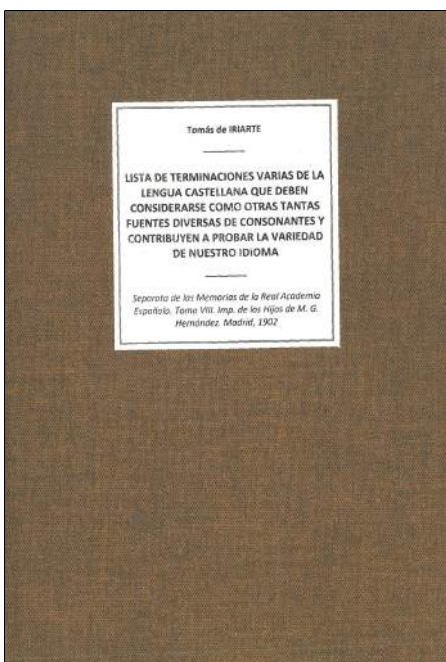 Tomás de IRIARTE
LISTA DE TERMINACIONES VARIAS DE LA
LENGUA CASTELLANA QUE DEBEN
CONSIDERARSE COMO OTRAS TANTAS
FUENTES DIVERSAS DE CONSONANTES Y
CONTRIBUYEN A PROBAR LA VARIEDAD
DE NUESTRO IDIOMA
Separata de las Memorias de la Real Academia
Española. Tomo VIII. Imp. de los Hijos de M. G.
Hernández. Madrid, 1902